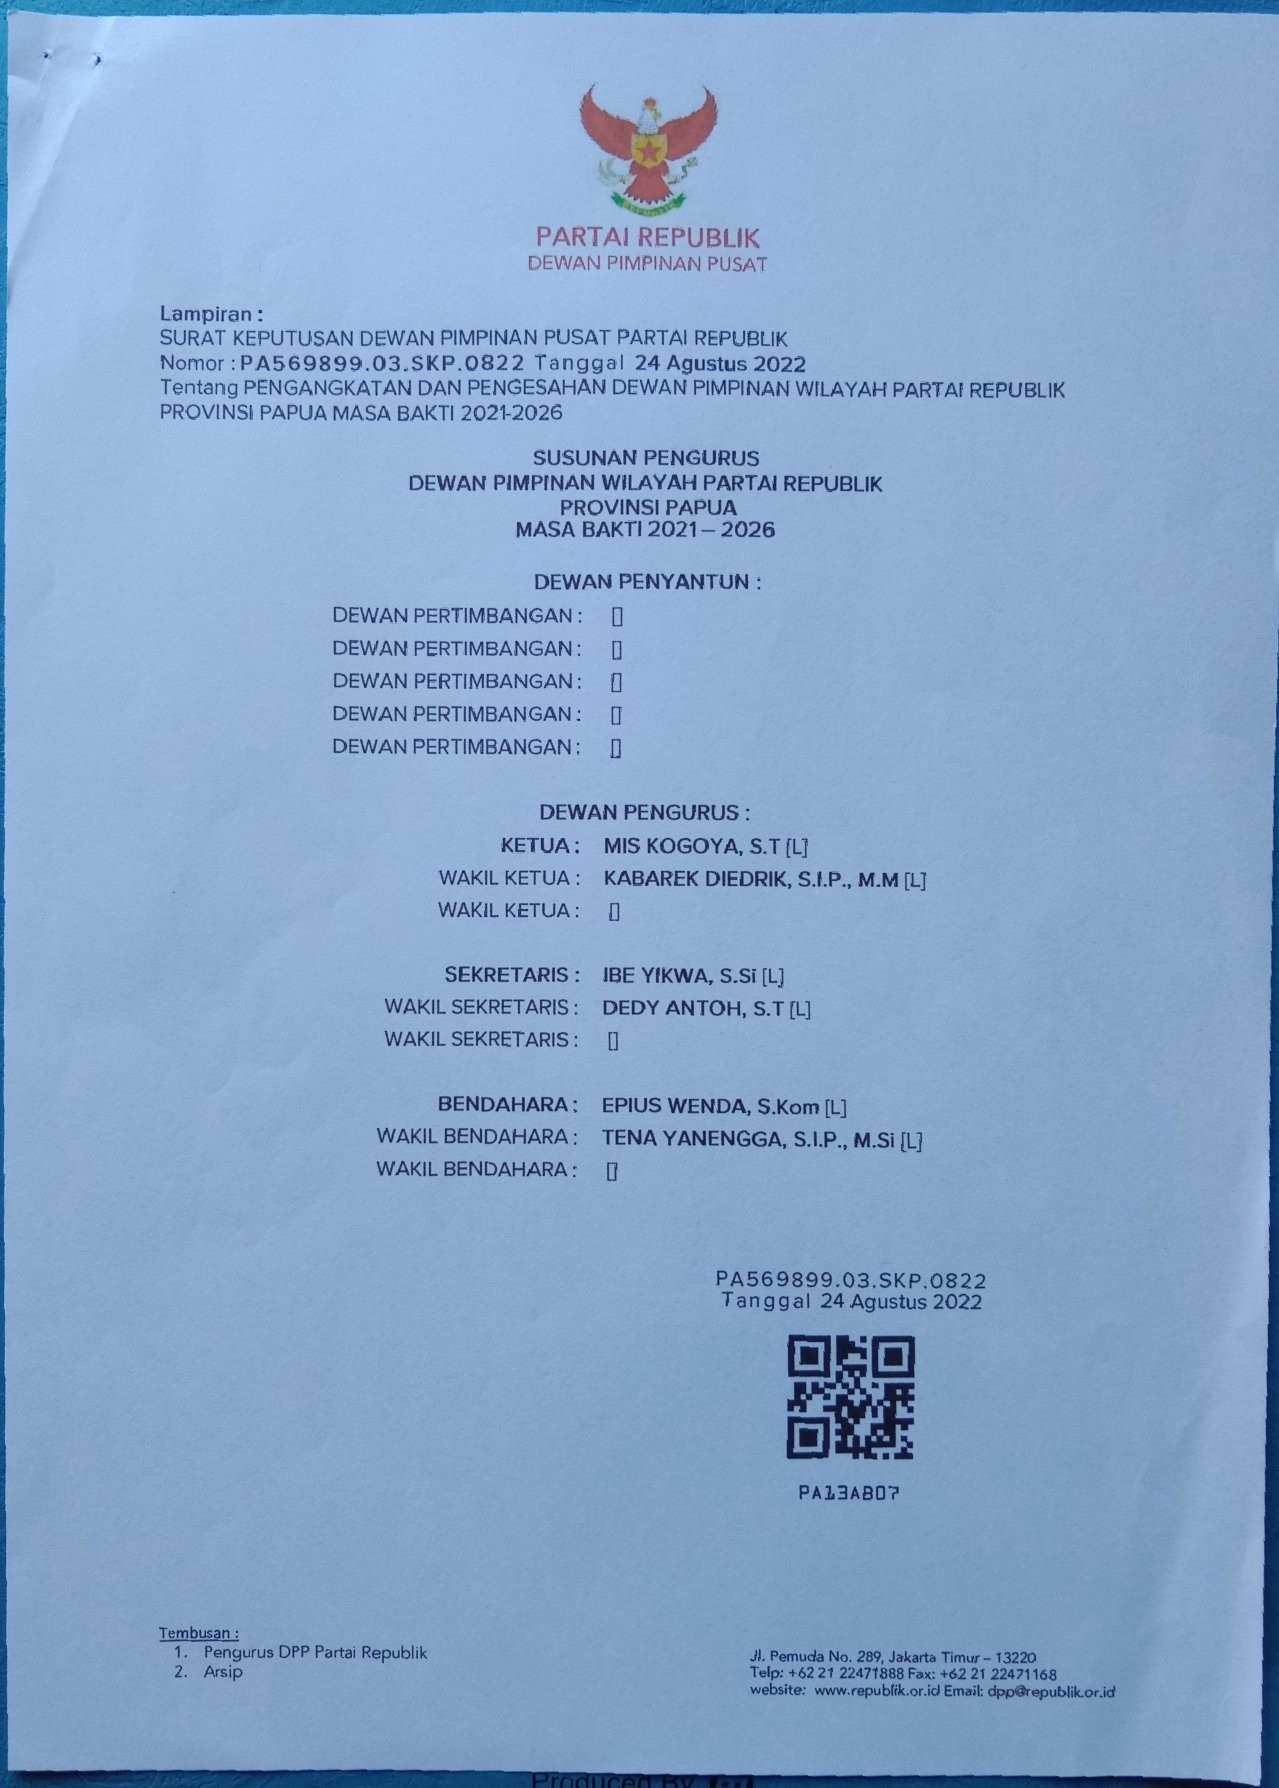 PARTAI REPUBLIK
DEWAN PIMPINAN PUSAT
Lampiran :
SURAT KEPUTUSAN DEWAN PIMPINAN PUSAT PARTAI REPUBLIK
Nomor : PA569899.03.SKP.0822 Tanggal 24 Agustus 2022
Tentang PENGANGKATAN DAN PENGESAHAN DEWAN PIMPINAN WILAYAH PARTAI REPUBLIK
PROVINSI PAPUA MASA BAKTI 2021-2026
SUSUNAN PENGURUS
DEWAN PIMPINAN WILAYAH PARTAI REPUBLIK
PROVINSI PAPUA
MASA BAKTI 2021 – 2026
DEWAN PENYANTUN :
DEWAN PERTIMBANGAN : []
DEWAN PERTIMBANGAN : []
DEWAN PERTIMBANGAN : []
DEWAN PERTIMBANGAN : []
DEWAN PERTIMBANGAN : []
DEWAN PENGURUS :
KETUA : MIS KOGOYA, S.T [L]
WAKIL KETUA : KABAREK DIEDRIK, S.I.P., M.M [L]
WAKIL KETUA : []
SEKRETARIS : IBE YIKWA, S.Si [L]
WAKIL SEKRETARIS : DEDY ANTOH, S.T [L]
WAKIL SEKRETARIS : []
BENDAHARA : EPIUS WENDA, S.Kom [L]
WAKIL BENDAHARA : TENA YANENGGA, S.I.P., M.Si [L]
WAKIL BENDAHARA : []
PA569899.03.SKP.0822
Tanggal 24 Agustus 2022
PA13AB07
Tembusan :
1. Pengurus DPP Partai Republik
2. Arsip
Jl. Pemuda No. 289, Jakarta Timur – 13220
Telp: +62 21 22471888 Fax: +62 21 22471168
website: www.republik.or.id Email: dpp@republik.or.id
Produced By